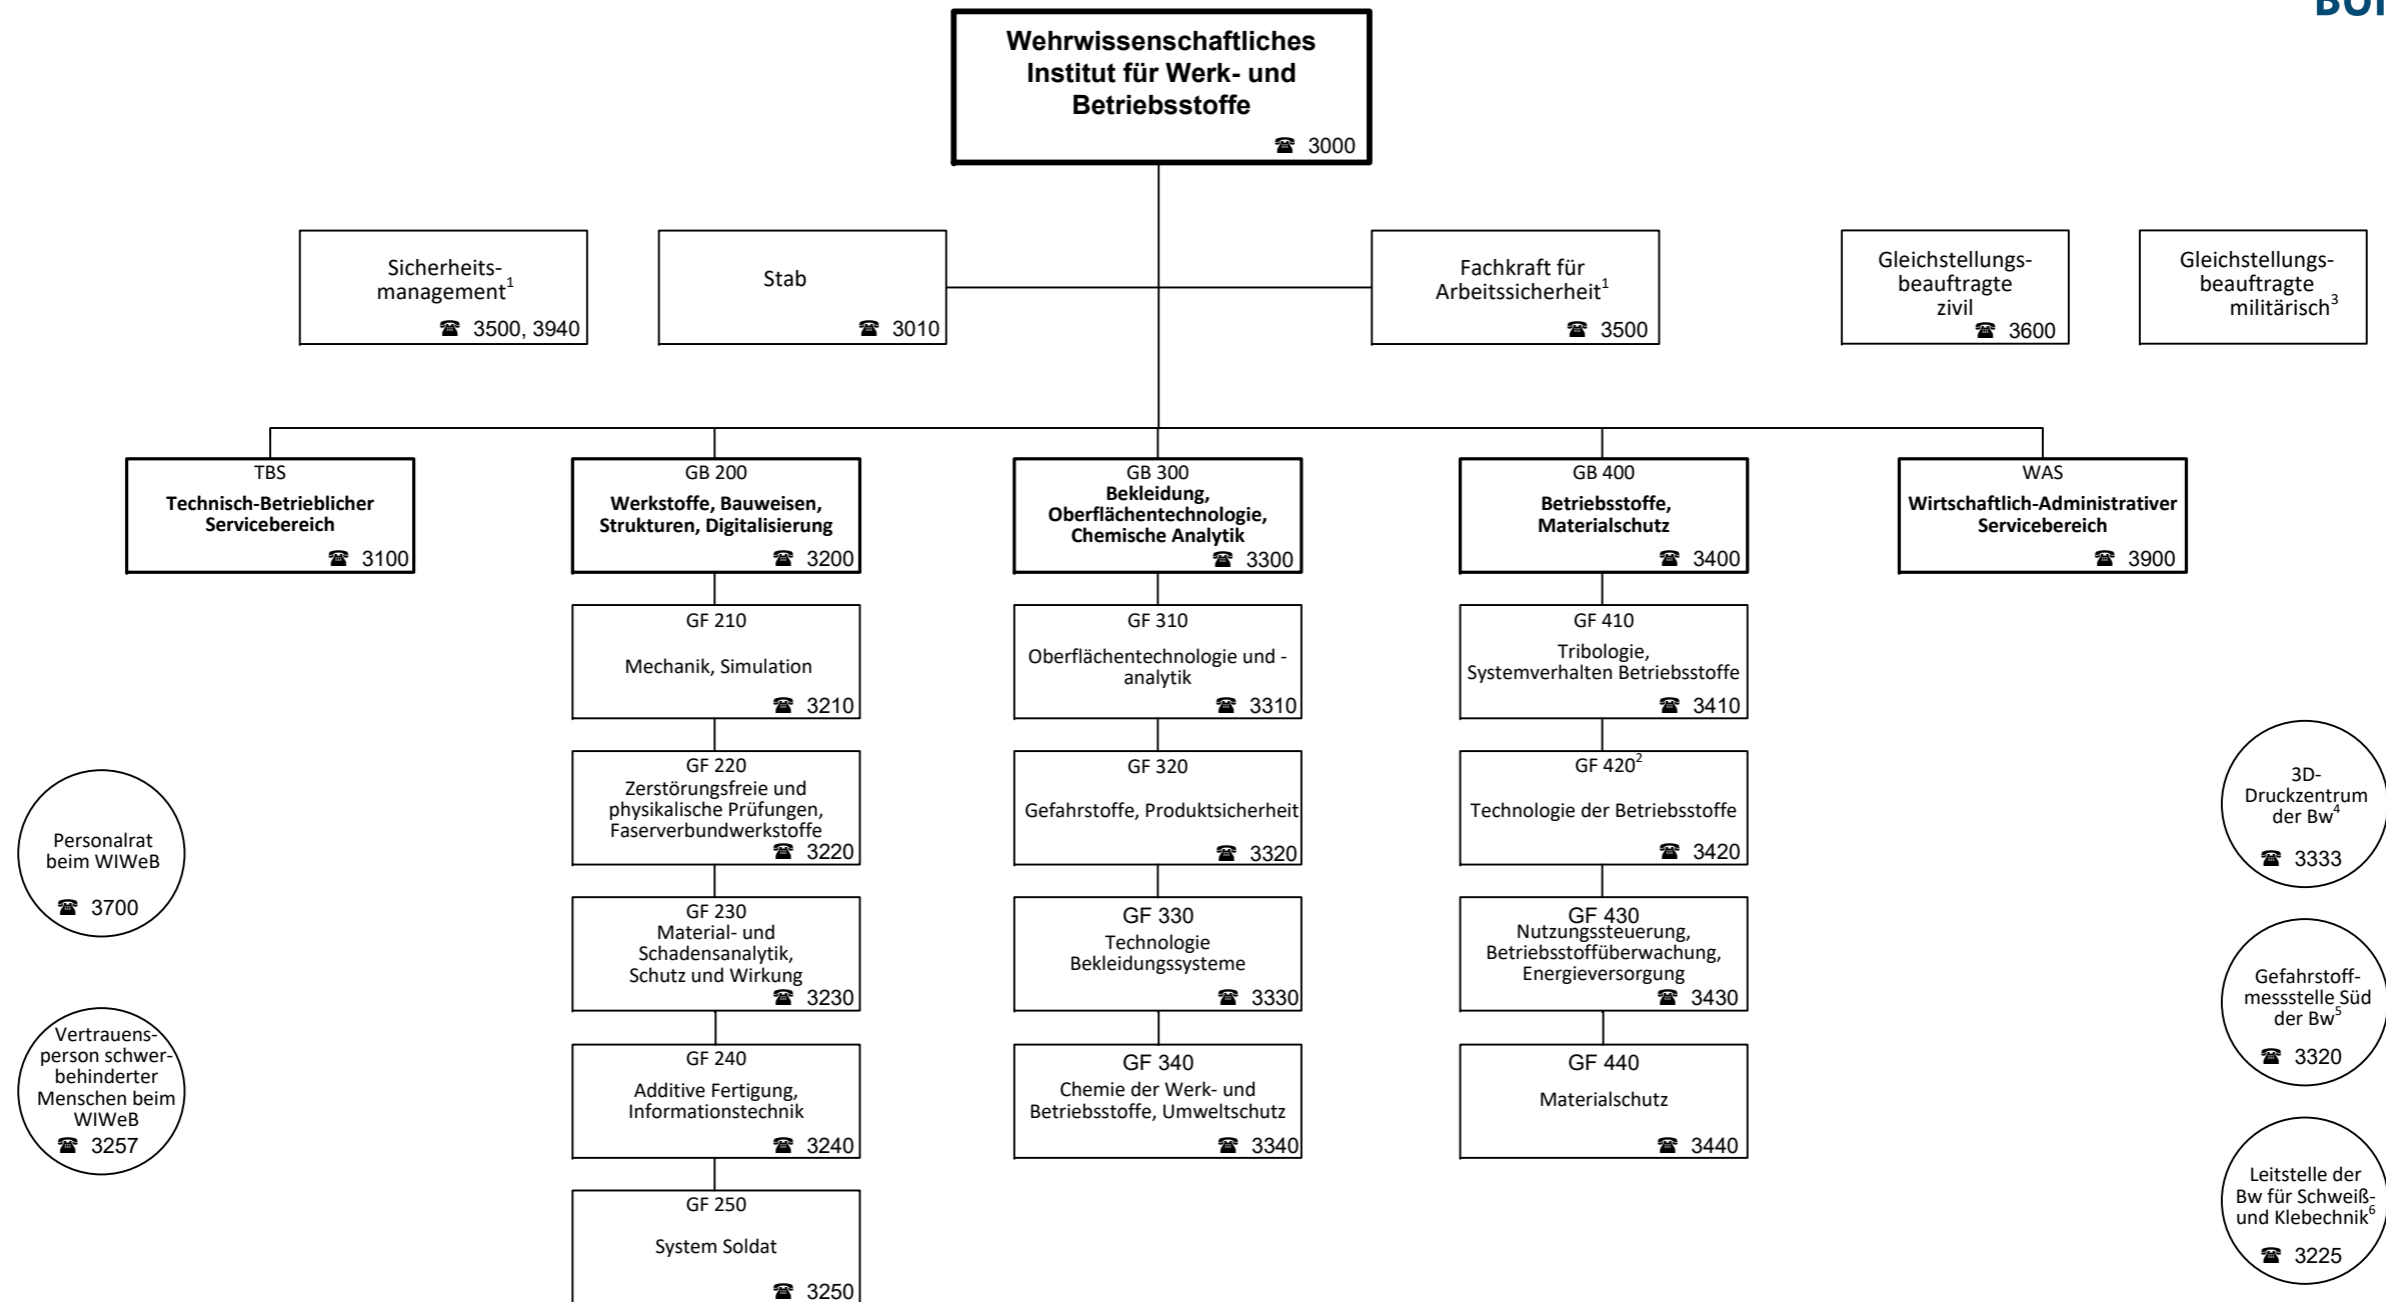 Wehrwissenschaftliches
Institut für Werk- und
Betriebsstoffe
☎ 3000
Sicherheits-
management¹
☎ 3500, 3940
Stab
☎ 3010
Fachkraft für
Arbeitssicherheit¹
☎ 3500
Gleichstellungs-
beauftragte
zivil
☎ 3600
Gleichstellungs-
beauftragte
militärisch³
TBS
Technisch-Betrieblicher
Servicebereich
☎ 3100
GB 200
Werkstoffe, Bauweisen,
Strukturen, Digitalisierung
☎ 3200
GB 300
Bekleidung,
Oberflächentechnologie,
Chemische Analytik
☎ 3300
GB 400
Betriebsstoffe,
Materialschutz
☎ 3400
WAS
Wirtschaftlich-Administrativer
Servicebereich
☎ 3900
GF 210
Mechanik, Simulation
☎ 3210
GF 310
Oberflächentechnologie und -
analytik
☎ 3310
GF 410
Tribologie,
Systemverhalten Betriebsstoffe
☎ 3410
GF 220
Zerstörungsfreie und
physikalische Prüfungen,
Faserverbundwerkstoffe
☎ 3220
GF 320
Gefahrstoffe, Produktsicherheit
☎ 3320
GF 420²
Technologie der Betriebsstoffe
☎ 3420
GF 230
Material- und
Schadensanalytik,
Schutz und Wirkung
☎ 3230
GF 330
Technologie
Bekleidungssysteme
☎ 3330
GF 430
Nutzungssteuerung,
Betriebsstoffüberwachung,
Energieversorgung
☎ 3430
GF 240
Additive Fertigung,
Informationstechnik
☎ 3240
GF 340
Chemie der Werk- und
Betriebsstoffe, Umweltschutz
☎ 3340
GF 440
Materialschutz
☎ 3440
GF 250
System Soldat
☎ 3250
Personalrat
beim WIWeB
☎ 3700
Vertrauens-
person schwer-
behinderter
Menschen beim
WIWeB
☎ 3257
3D-
Druckzentrum
der Bw⁴
☎ 3333
Gefahrstoff-
messstelle Süd
der Bw⁵
☎ 3320
Leitstelle der
Bw für Schweiß-
und Klebechnik⁶
☎ 3225